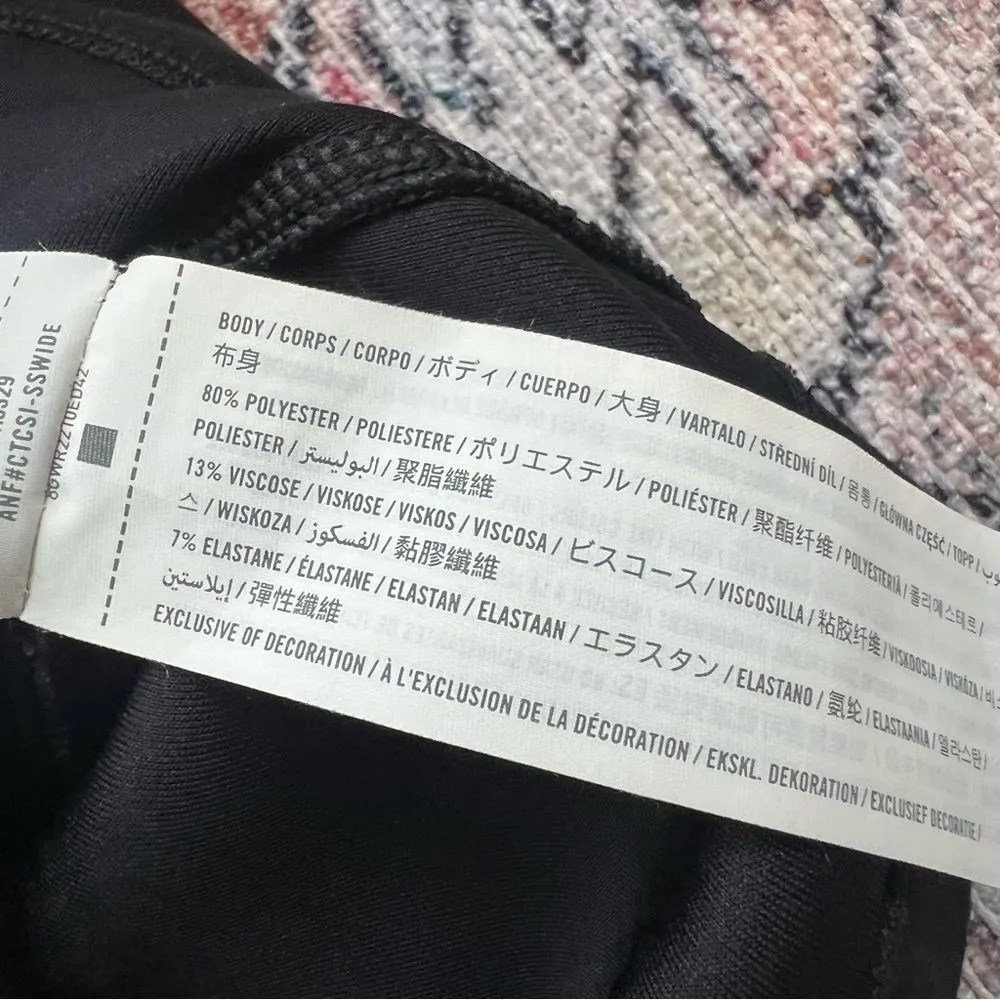 BODY / CORPS / CORPO / ボディ / CUERPO / 大身 / VARTALO / STŘEDNÍ DÍL / 몸통 / GŁÓWNA CZĘŚĆ / TOPP /
布身
80% POLYESTER / POLIESTERE / ポリエステル / POLIÉSTER / 聚酯纤维 / POLYESTERIÄ / 폴리에스테르 /
POLIESTER / البوليستر / 聚脂纖維
13% VISCOSE / VISKOSE / VISKOS / VISCOSA / ビスコース / VISCOSILLA / 粘胶纤维 / VISKOOSIA / VISKÓZA / 비스코
스 / WISKOZA / الفسكوز / 黏膠纖維
7% ELASTANE / ÉLASTANE / ELASTAN / ELASTAAN / エラスタン / ELASTANO / 氨纶 / ELASTAANIA / 엘라스틴 /
إيلاستين / 彈性纖維
EXCLUSIVE OF DECORATION / À L'EXCLUSION DE LA DÉCORATION / EKSKL. DEKORATION / EXCLUSIEF DECORATIE /
ANF#CTCSI-SSWIDE